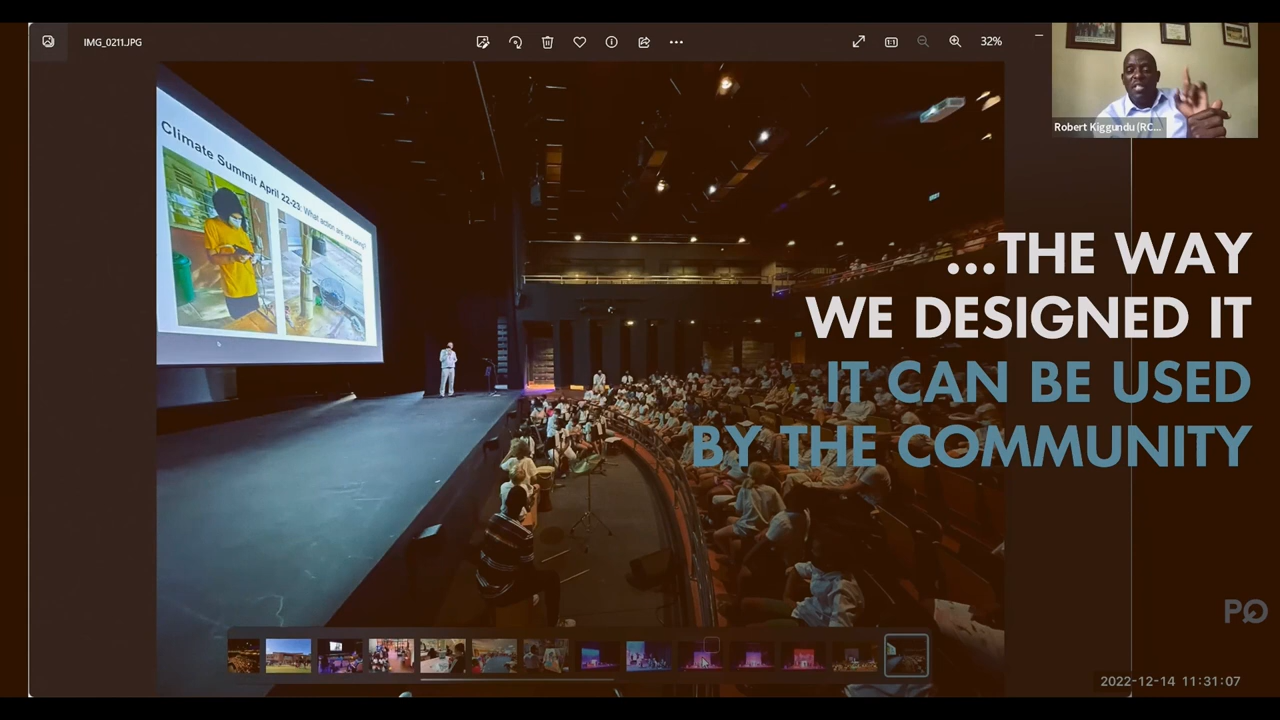 IMG_0211.JPG
32%
Robert Kiggundu (RC...
Climate Summit April 22-23: What action are you taking?
...THE WAY
WE DESIGNED IT
IT CAN BE USED
BY THE COMMUNITY
PQ
2022-12-14 11:31:07